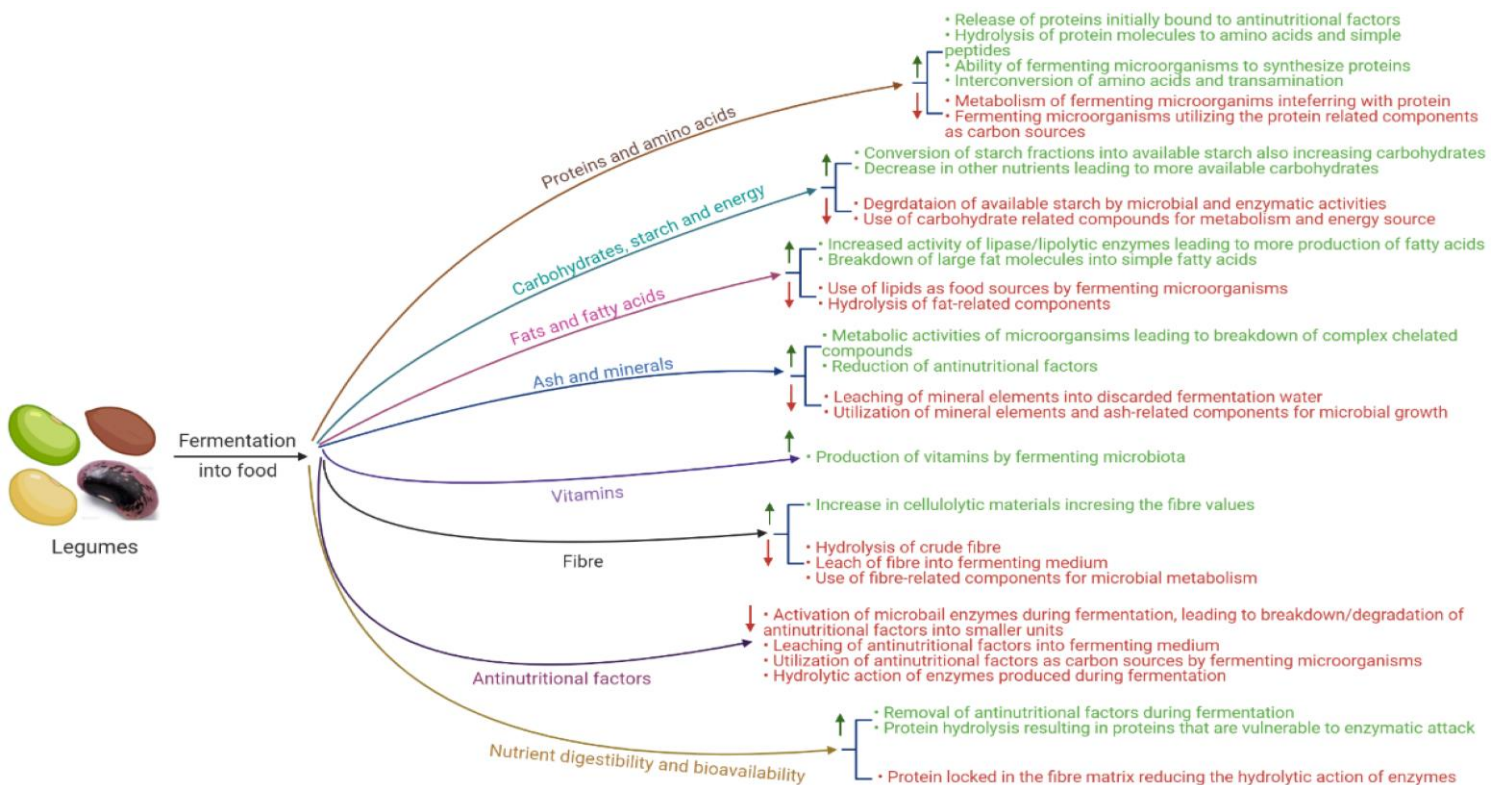 Legumes
Fermentation
into food
Proteins and amino acids
• Release of proteins initially bound to antinutritional factors
• Hydrolysis of protein molecules to amino acids and simple
peptides
• Ability of fermenting microorganisms to synthesize proteins
• Interconversion of amino acids and transamination
• Metabolism of fermenting microorganims inteferring with protein
• Fermenting microorganisms utilizing the protein related components
as carbon sources
Carbohydrates, starch and energy
• Conversion of starch fractions into available starch also increasing carbohydrates
• Decrease in other nutrients leading to more available carbohydrates
• Degrdataion of available starch by microbial and enzymatic activities
• Use of carbohydrate related compounds for metabolism and energy source
Fats and fatty acids
• Increased activity of lipase/lipolytic enzymes leading to more production of fatty acids
• Breakdown of large fat molecules into simple fatty acids
• Use of lipids as food sources by fermenting microorganisms
• Hydrolysis of fat-related components
Ash and minerals
• Metabolic activities of microorgansims leading to breakdown of complex chelated
compounds
• Reduction of antinutritional factors
• Leaching of mineral elements into discarded fermentation water
• Utilization of mineral elements and ash-related components for microbial growth
Vitamins
• Production of vitamins by fermenting microbiota
Fibre
• Increase in cellulolytic materials incresing the fibre values
• Hydrolysis of crude fibre
• Leach of fibre into fermenting medium
• Use of fibre-related components for microbial metabolism
Antinutritional factors
• Activation of microbail enzymes during fermentation, leading to breakdown/degradation of
antinutritional factors into smaller units
• Leaching of antinutritional factors into fermenting medium
• Utilization of antinutritional factors as carbon sources by fermenting microorganisms
• Hydrolytic action of enzymes produced during fermentation
Nutrient digestibility and bioavailability
• Removal of antinutritional factors during fermentation
• Protein hydrolysis resulting in proteins that are vulnerable to enzymatic attack
• Protein locked in the fibre matrix reducing the hydrolytic action of enzymes